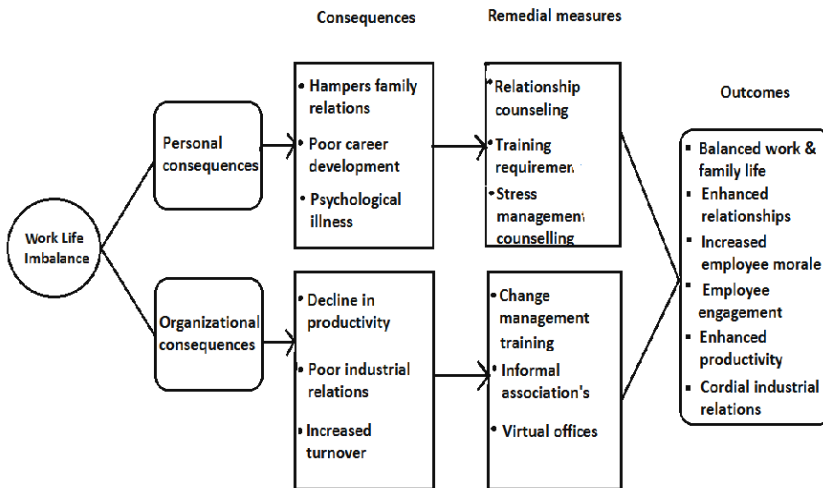 Consequences
Remedial measures
Outcomes
Work Life
Imbalance
Personal
consequences
• Hampers family
relations
• Poor career
development
• Psychological
illness
• Relationship
counseling
• Training
requiremen
• Stress
management
counselling
Organizational
consequences
• Decline in
productivity
• Poor industrial
relations
• Increased
turnover
• Change
management
training
• Informal
association's
• Virtual offices
▪ Balanced work &
family life
▪ Enhanced
relationships
▪ Increased
employee morale
▪ Employee
engagement
▪ Enhanced
productivity
▪ Cordial industrial
relations